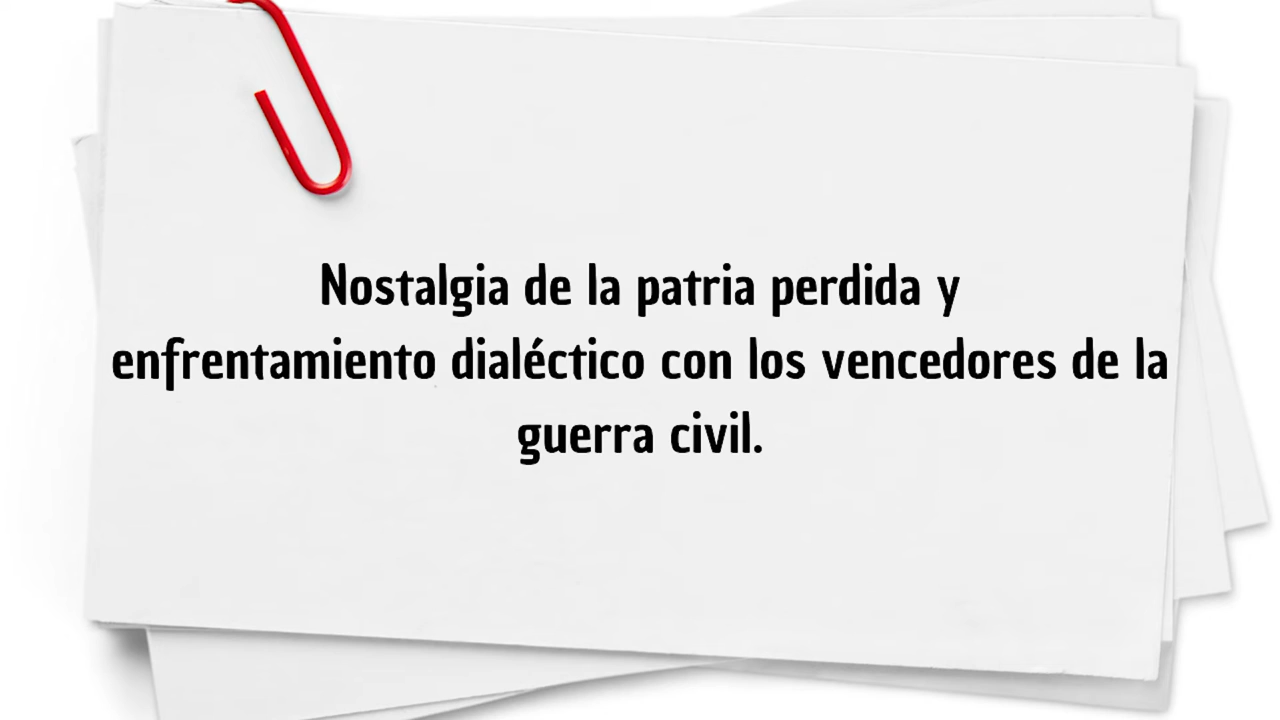 Nostalgia de la patria perdida y
enfrentamiento dialéctico con los vencedores de la
guerra civil.